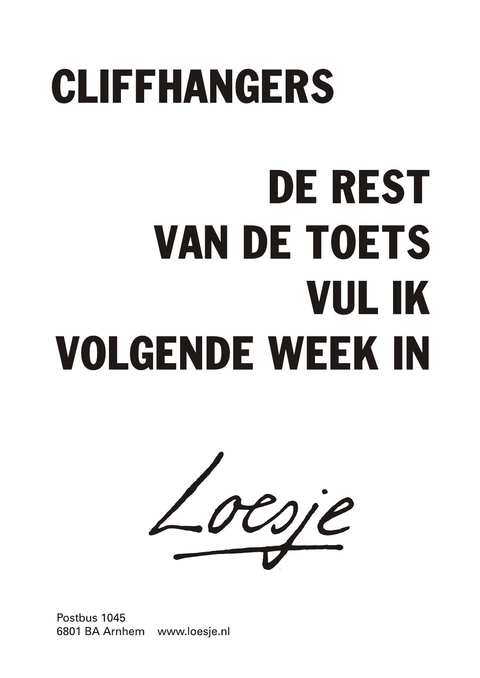 CLIFFHANGERS
DE REST
VAN DE TOETS
VUL IK
VOLGENDE WEEK IN
Loesje
Postbus 1045
6801 BA Arnhem www.loesje.nl